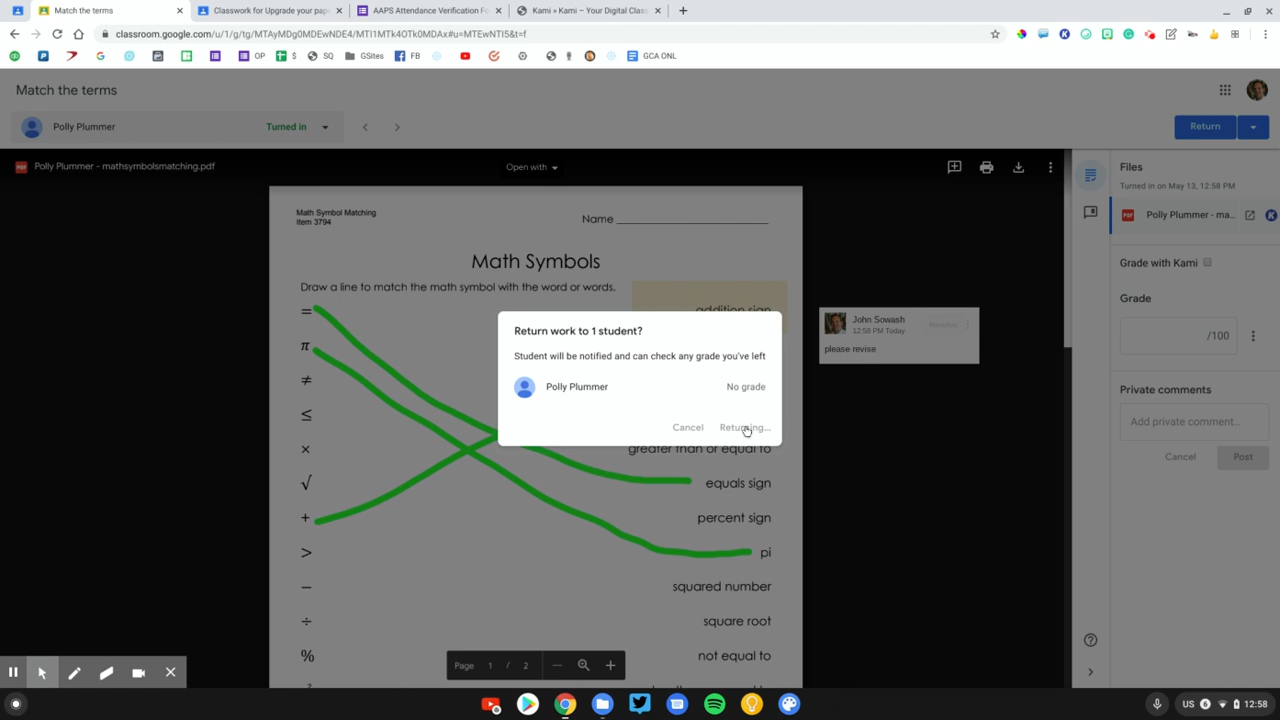 Match the terms
Classwork for Upgrade your pap
AAPS Attendance Verification Fo
Kami » Kami – Your Digital Class
classroom.google.com/u/1/g/tg/MTAyMDg0MDEwNDE4/MTI1MTk4OTk0MDAx#u=MTEwNTI5&t=f
OP
$
SQ
GSites
FB
GCA ONL
Match the terms
Polly Plummer
Turned in
Return
Polly Plummer - mathsymbolsmatching.pdf
Open with
Files
Turned in on May 13, 12:58 PM
Polly Plummer - ma...
Grade with Kami
Grade
/100
Private comments
Add private comment...
Cancel
Post
Math Symbol Matching
Item 3794
Name
Math Symbols
Draw a line to match the math symbol with the word or words.
=
addition sign
π
≠
≤
×
greater than or equal to
√
equals sign
+
percent sign
>
pi
−
squared number
÷
square root
%
not equal to
John Sowash
12:58 PM Today
Resolve
please revise
Return work to 1 student?
Student will be notified and can check any grade you've left
Polly Plummer
No grade
Cancel
Returning...
Page 1 / 2
US
6
12:58